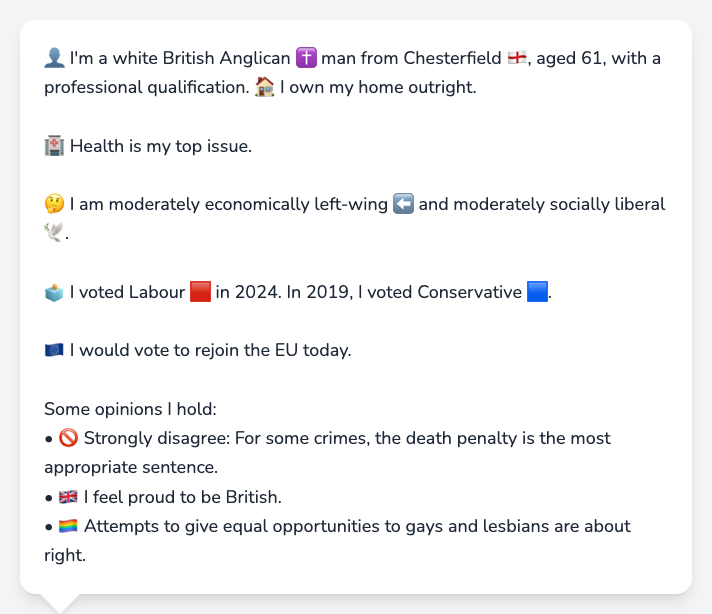 👤 I'm a white British Anglican ✝️ man from Chesterfield 🏴󠁧󠁢󠁥󠁮󠁧󠁿, aged 61, with a
professional qualification. 🏠 I own my home outright.
🏥 Health is my top issue.
🤔 I am moderately economically left-wing ⬅️ and moderately socially liberal
🕊️.
🗳️ I voted Labour 🟥 in 2024. In 2019, I voted Conservative 🟦.
🇪🇺 I would vote to rejoin the EU today.
Some opinions I hold:
• 🚫 Strongly disagree: For some crimes, the death penalty is the most
appropriate sentence.
• 🇬🇧 I feel proud to be British.
• 🏳️‍🌈 Attempts to give equal opportunities to gays and lesbians are about
right.